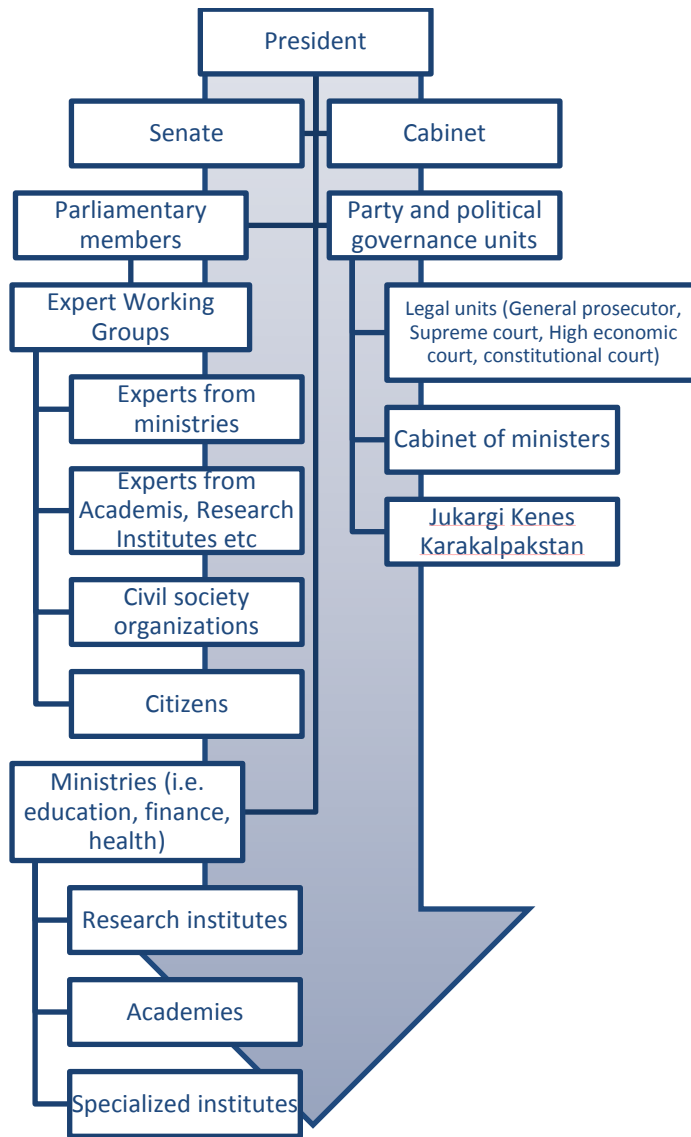 President
Senate
Cabinet
Parliamentary
members
Party and political
governance units
Expert Working
Groups
Legal units (General prosecutor,
Supreme court, High economic
court, constitutional court)
Experts from
ministries
Cabinet of ministers
Experts from
Academis, Research
Institutes etc
Jukargi Kenes
Karakalpakstan
Civil society
organizations
Citizens
Ministries (i.e.
education, finance,
health)
Research institutes
Academies
Specialized institutes